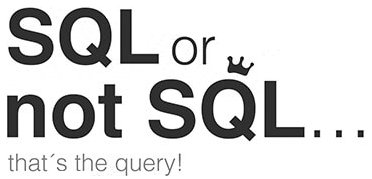 SQL or
not SQL...
that´s the query!